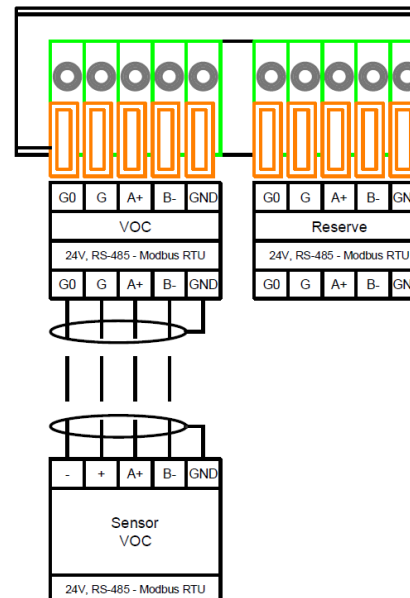 G0 G A+ B- GND G0 G A+ B-
VOC Reserve
24V, RS-485 - Modbus RTU 24V, RS-485 - Modbus RTU
G0 G A+ B- GND G0 G A+ B-
- + A+ B- GND
Sensor
VOC
24V, RS-485 - Modbus RTU